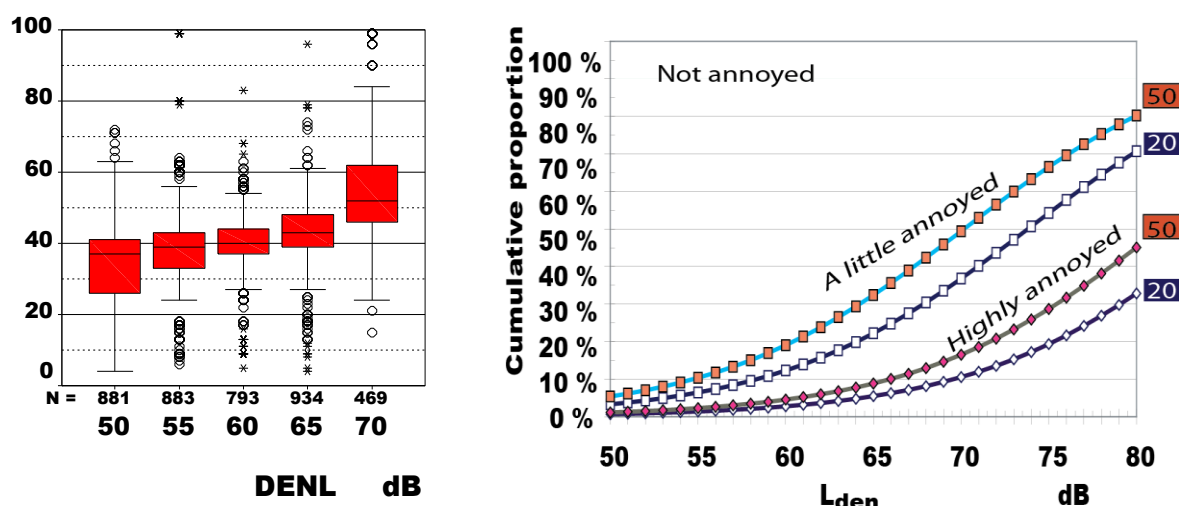 100
80
60
40
20
0
N = 881 883 793 934 469
50 55 60 65 70
DENL dB
Cumulative proportion
100 %
90 %
80 %
70 %
60 %
50 %
40 %
30 %
20 %
10 %
0 %
Not annoyed
A little annoyed
Highly annoyed
50
20
50
20
50 55 60 65 70 75 80
Lden dB